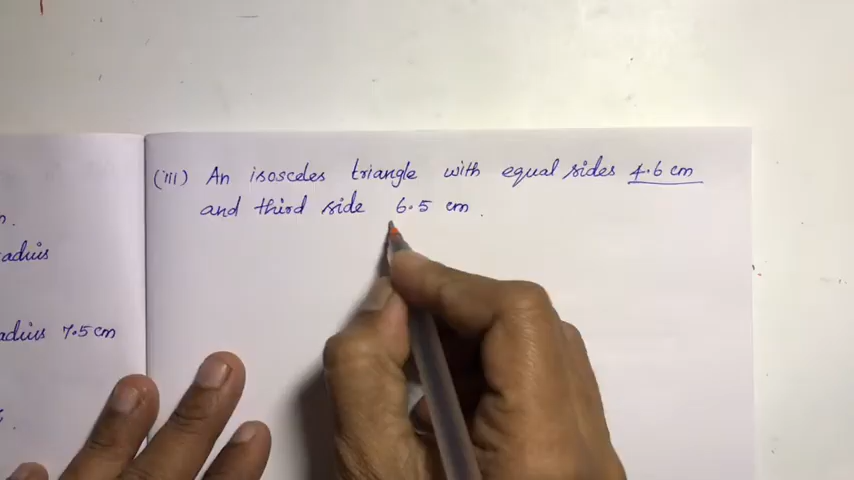 (iii) An isosceles triangle with equal sides 4.6 cm
and third side 6.5 cm.
adius
adius 7.5 cm